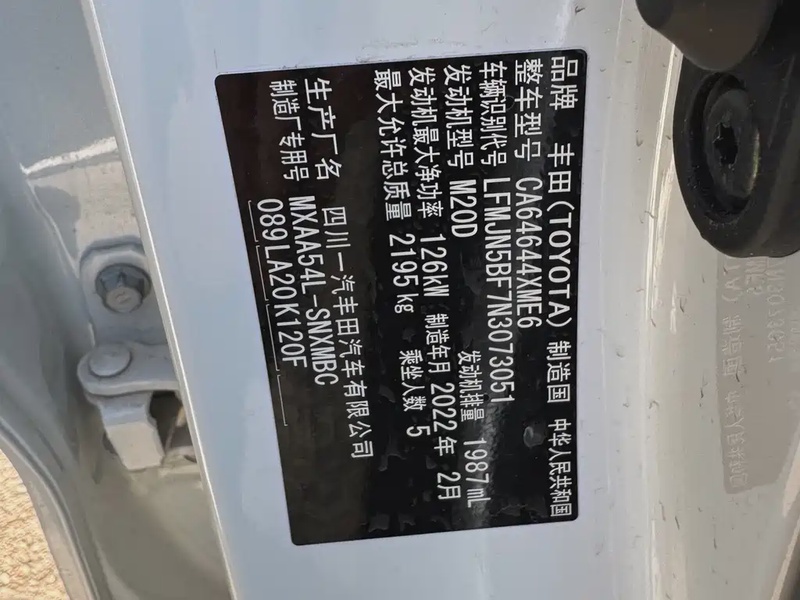 品牌 丰田(TOYOTA) 制造国 中华人民共和国
整车型号 CA64644XME6
车辆识别代号 LFMJN5BF7N3073051
发动机型号 M20D 发动机排量 1987mL
发动机最大净功率 126kW 制造年月 2022年 2月
最大允许总质量 2195kg 乘坐人数 5
生产厂名 四川一汽丰田汽车有限公司
制造厂专用号 MXAA54L-SNXMBC
089LA20K120F